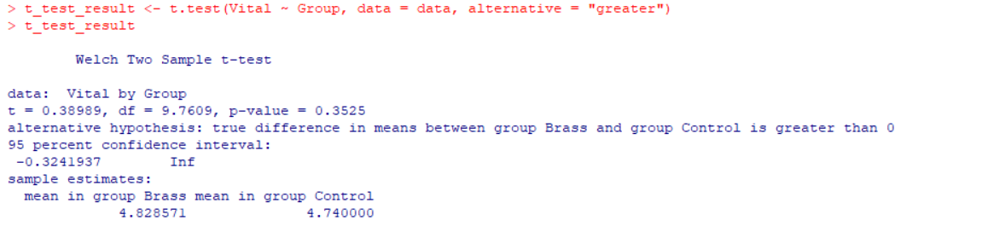 > t_test_result <- t.test(Vital ~ Group, data = data, alternative = "greater")
> t_test_result
Welch Two Sample t-test
data:  Vital by Group
t = 0.38989, df = 9.7609, p-value = 0.3525
alternative hypothesis: true difference in means between group Brass and group Control is greater than 0
95 percent confidence interval:
-0.3241937 Inf
sample estimates:
mean in group Brass mean in group Control
4.828571 4.740000